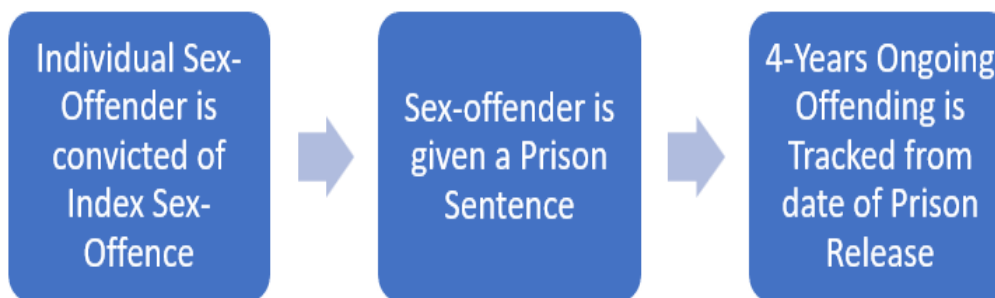 Individual Sex-
Offender is
convicted of
Index Sex-
Offence
Sex-offender is
given a Prison
Sentence
4-Years Ongoing
Offending is
Tracked from
date of Prison
Release